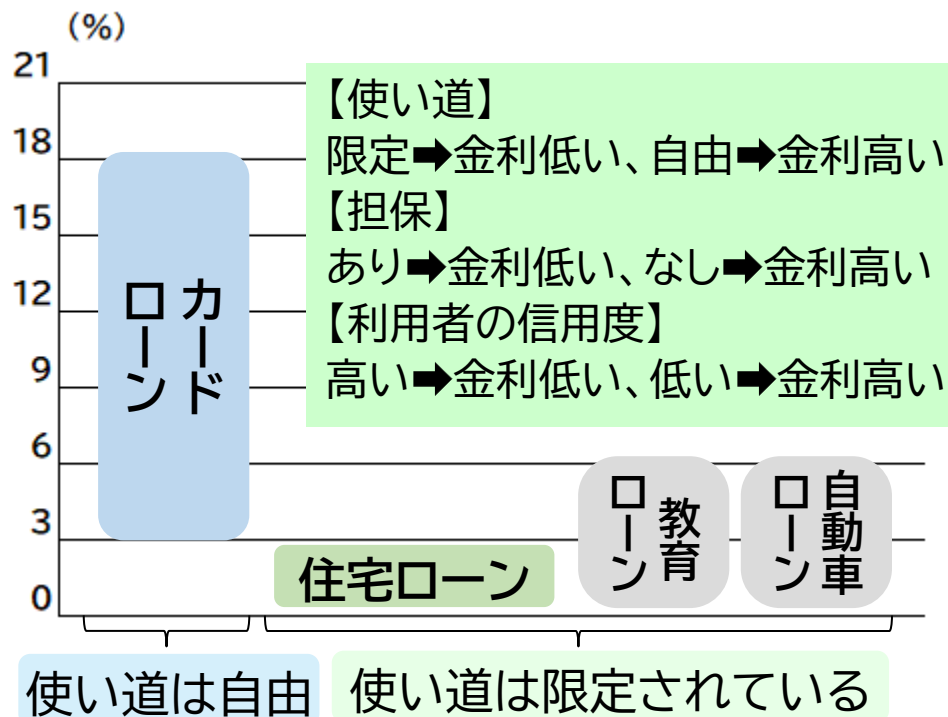 (%)
21
18
15
12
9
6
3
0
【使い道】
限定➡金利低い、自由➡金利高い
【担保】
あり➡金利低い、なし➡金利高い
【利用者の信用度】
高い➡金利低い、低い➡金利高い
カード
ローン
住宅ローン
教育
ローン
自動車
ローン
使い道は自由
使い道は限定されている